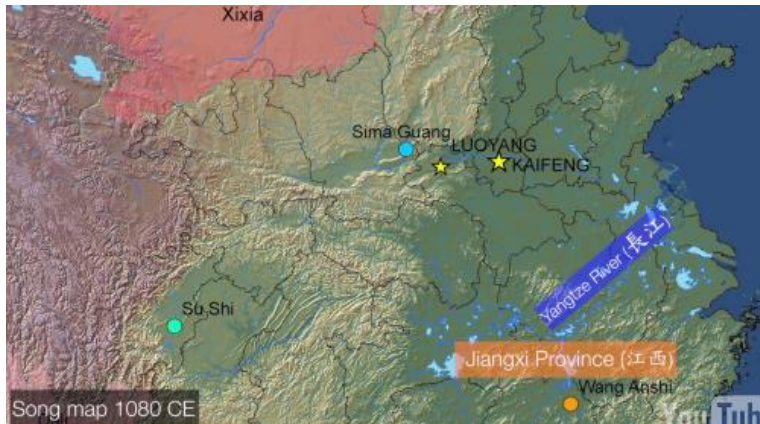 Xixia
Sima Guang
LUOYANG
KAIFENG
Yangtze River (長江)
Su Shi
Jiangxi Province (江西)
Wang Anshi
Song map 1080 CE
YouTub